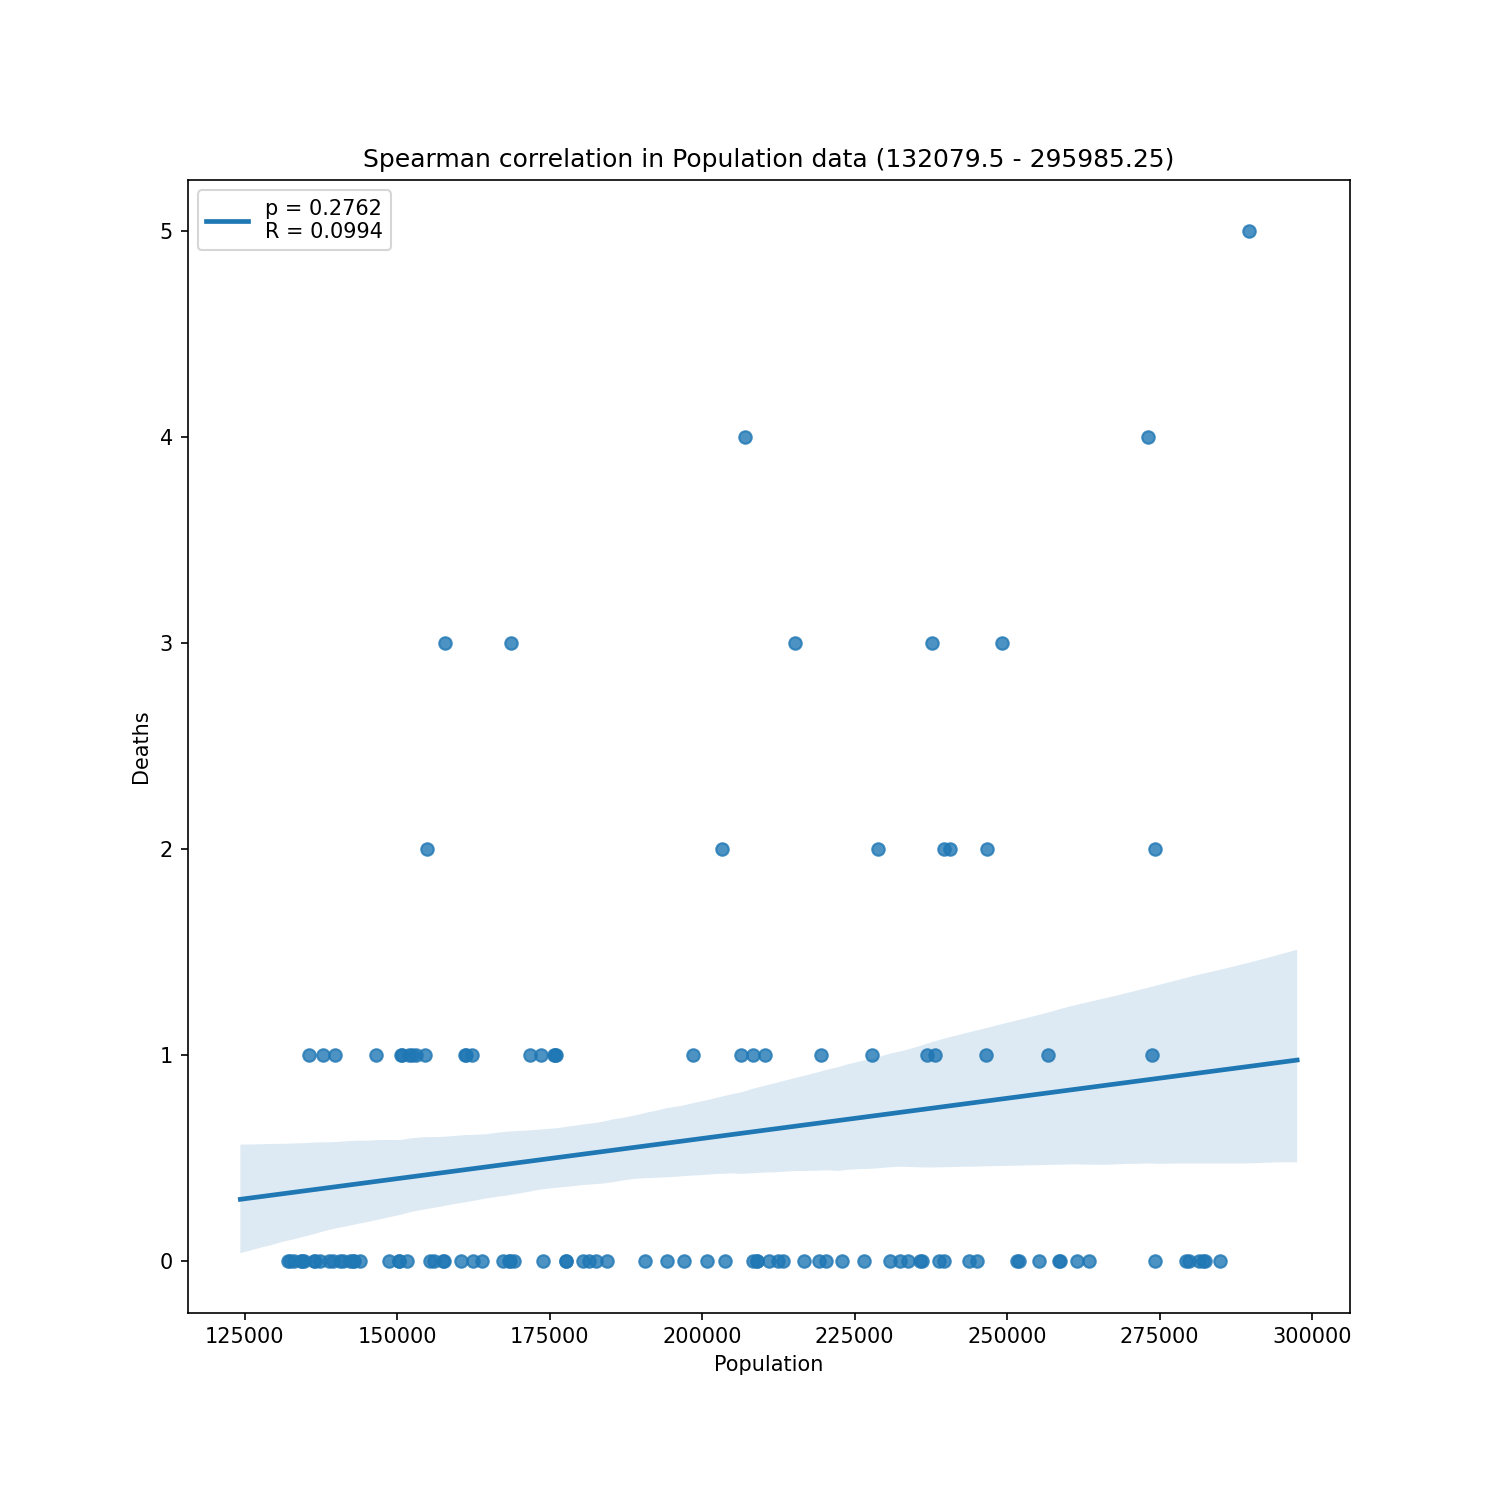 Spearman correlation in Population data (132079.5 - 295985.25)
p = 0.2762
R = 0.0994
5
4
3
2
1
0
Deaths
125000 150000 175000 200000 225000 250000 275000 300000
Population